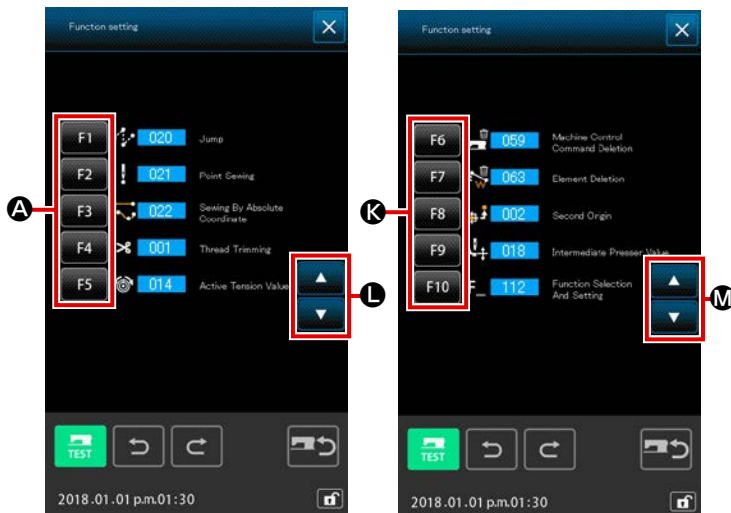 Function setting
F1 020 Jump
F2 021 Point Sewing
F3 022 Sewing By Absolute
Coordinate
F4 001 Thread Trimming
F5 014 Active Tension Value
A
L
TEST
2018.01.01 p.m.01:30
Function setting
F6 059 Machine Control
Command Deletion
F7 063 Element Deletion
F8 002 Second Origin
F9 018 Intermediate Presser Value
F10 F_ 112 Function Selection
And Setting
K
M
TEST
2018.01.01 p.m.01:30